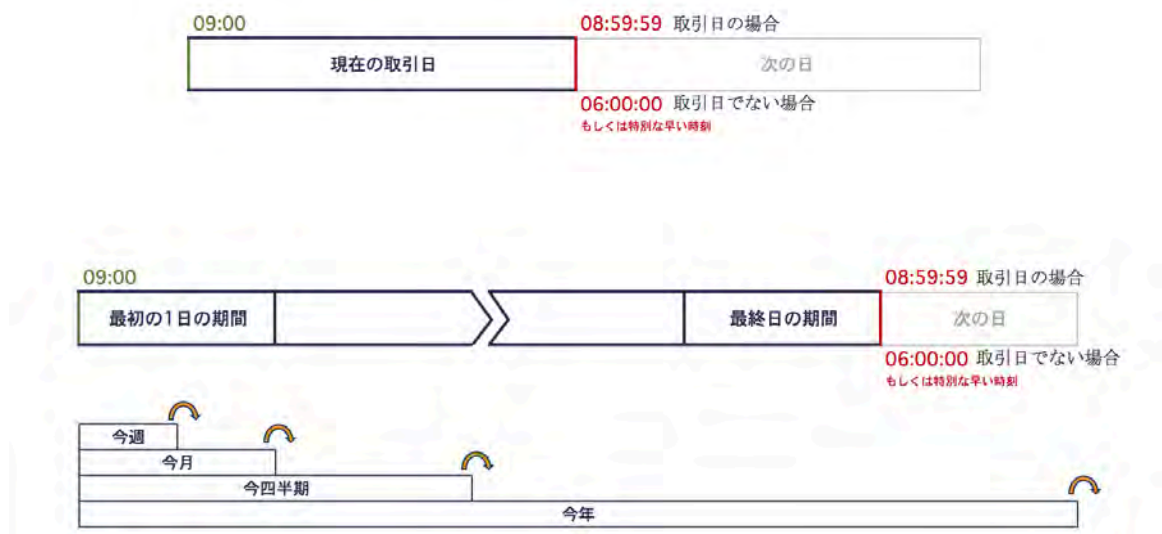 09:00
08:59:59 取引日の場合
現在の取引日
次の日
06:00:00 取引日でない場合
もしくは特別な早い時刻
09:00
08:59:59 取引日の場合
最初の1日の期間
最終日の期間
次の日
06:00:00 取引日でない場合
もしくは特別な早い時刻
今週
今月
今四半期
今年